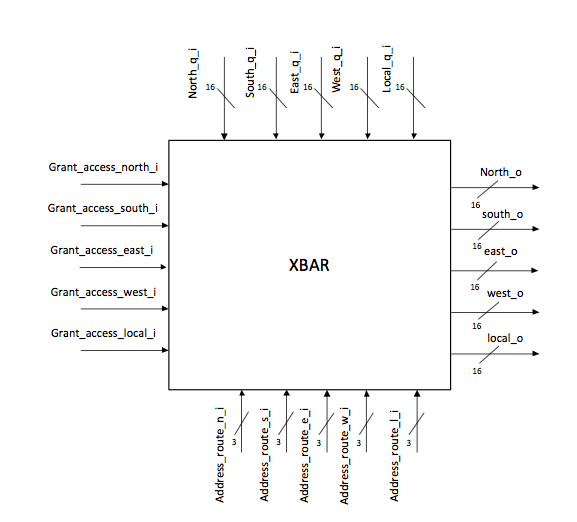 North_q_i
South_q_i
East_q_i
West_q_i
Local_q_i
16
16
16
16
16
Grant_access_north_i
Grant_access_south_i
Grant_access_east_i
Grant_access_west_i
Grant_access_local_i
XBAR
North_o
16
south_o
16
east_o
16
west_o
16
local_o
16
Address_route_n_i
3
Address_route_s_i
3
Address_route_e_i
3
Address_route_w_i
3
Address_route_l_i
3